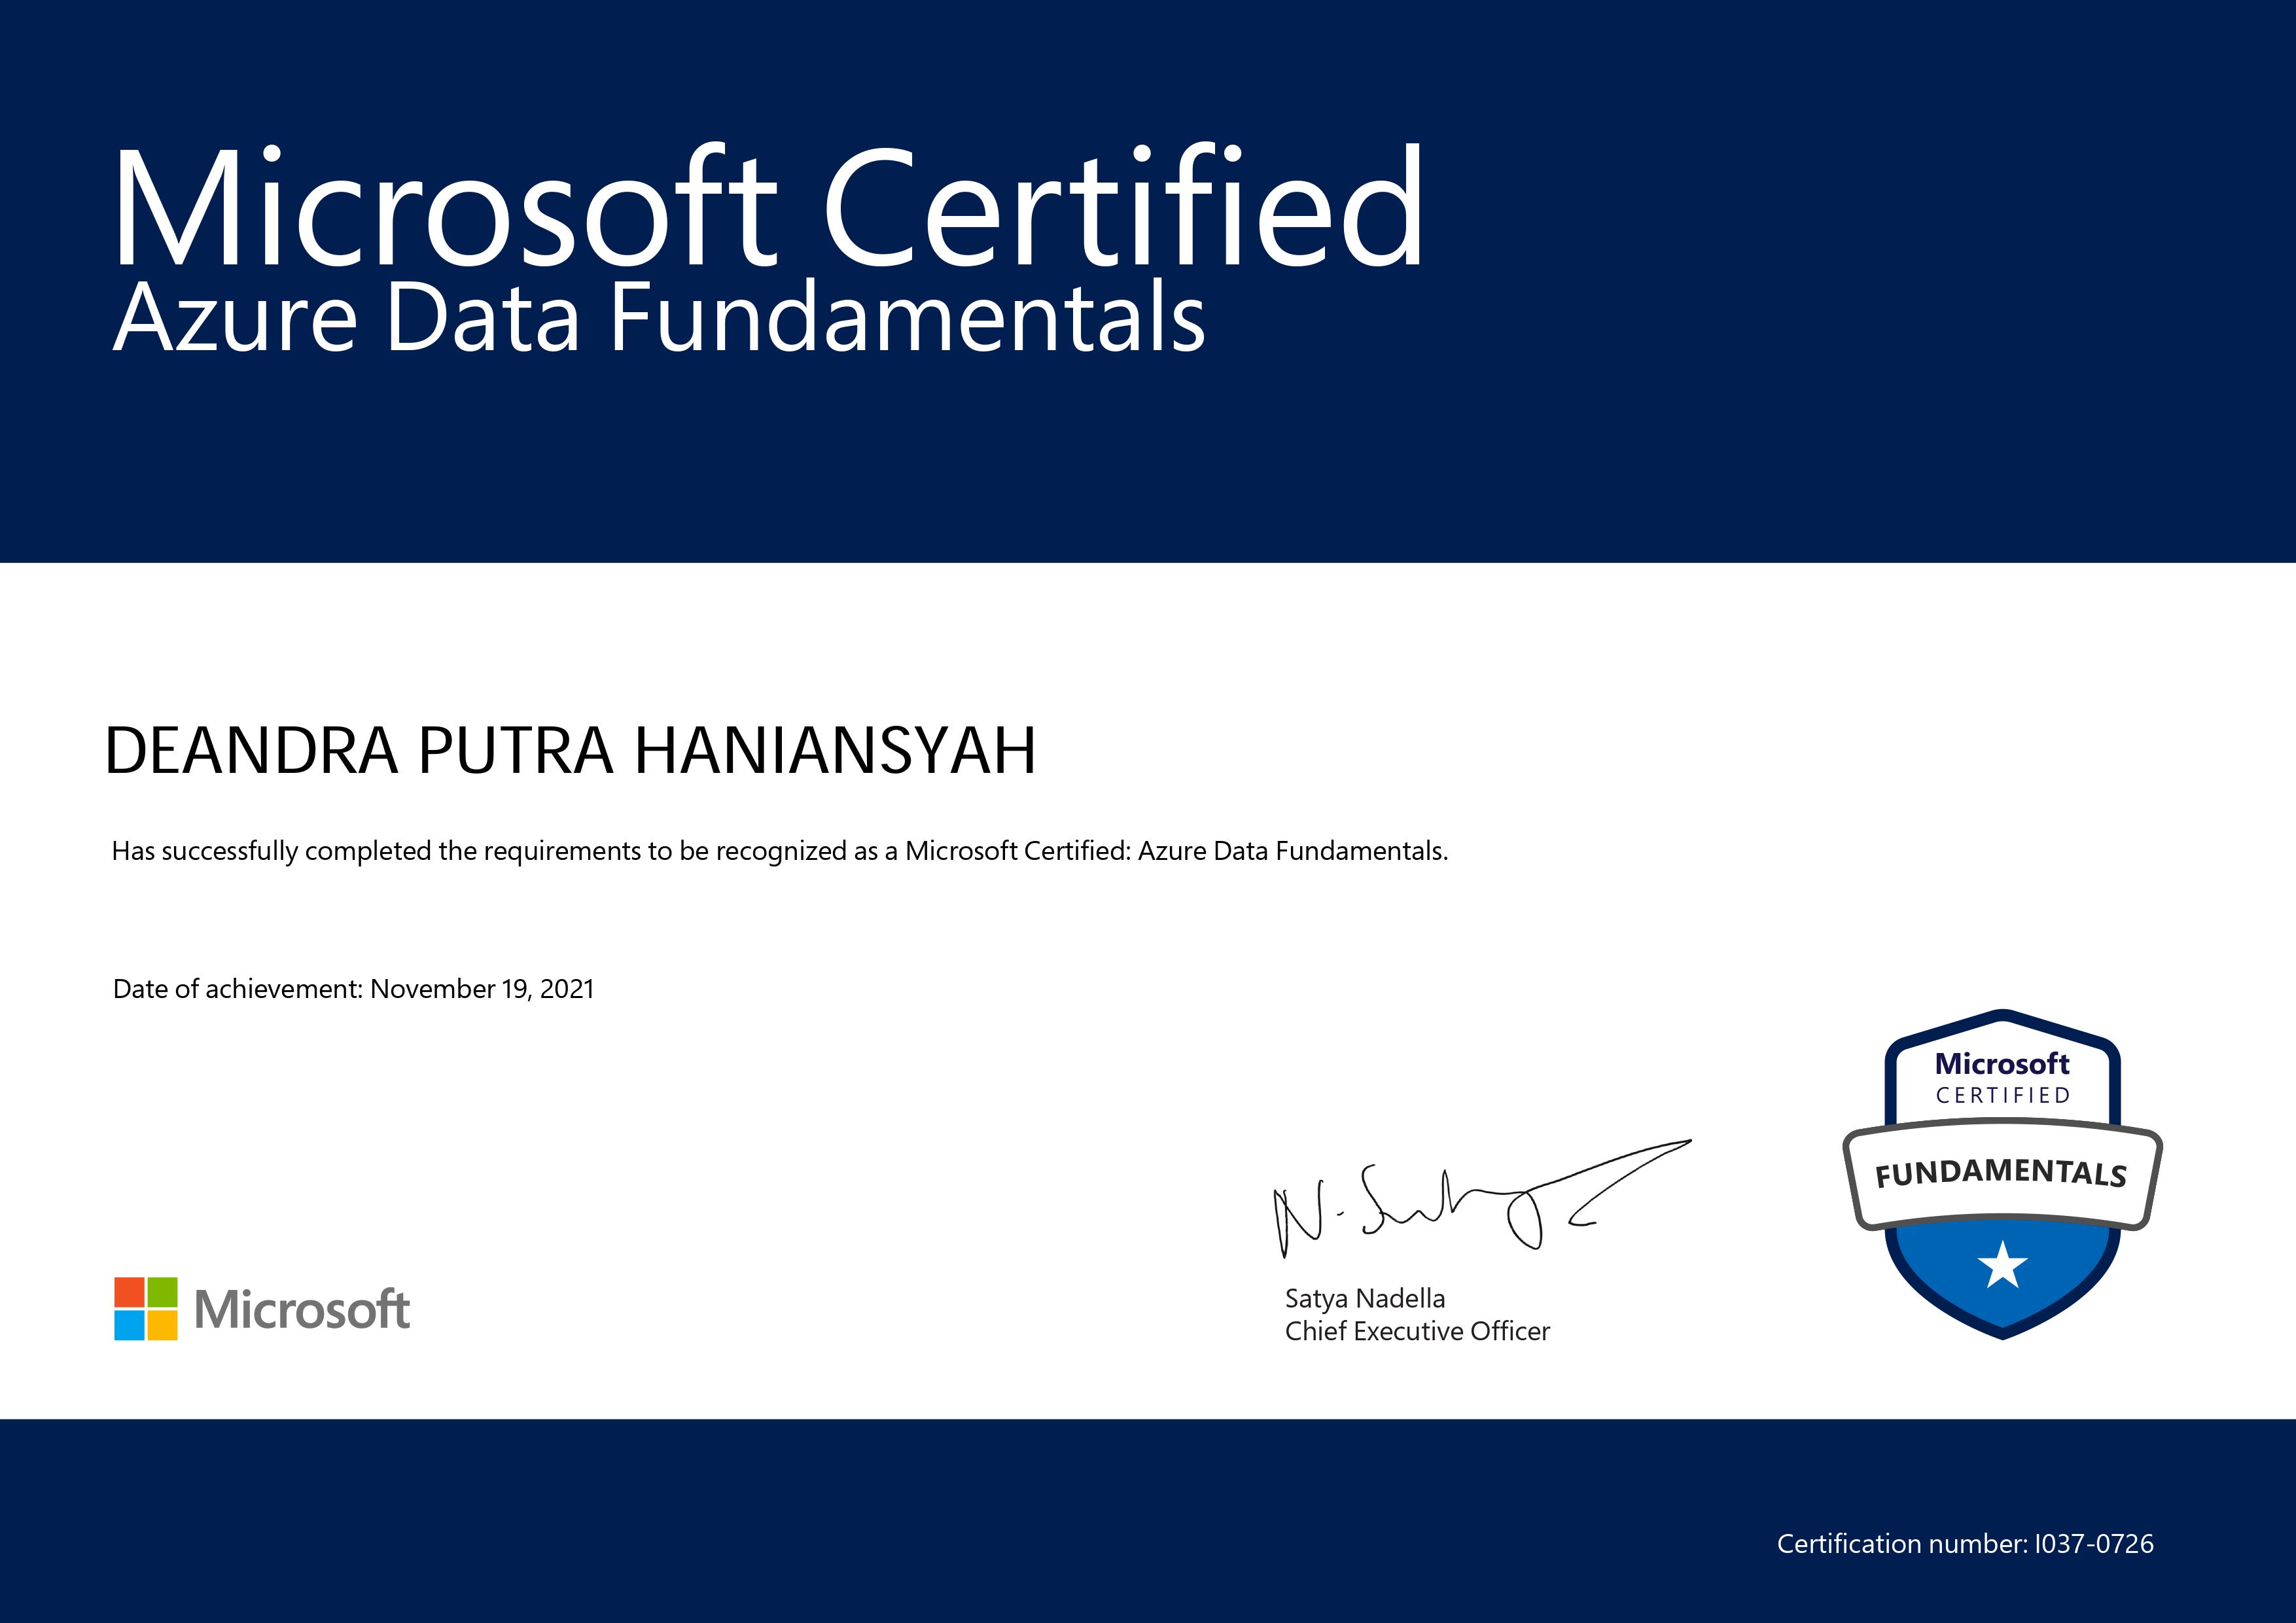 Microsoft Certified
Azure Data Fundamentals
DEANDRA PUTRA HANIANSYAH
Has successfully completed the requirements to be recognized as a Microsoft Certified: Azure Data Fundamentals.
Date of achievement: November 19, 2021
Microsoft
CERTIFIED
FUNDAMENTALS
Satya Nadella
Chief Executive Officer
Microsoft
Certification number: I037-0726